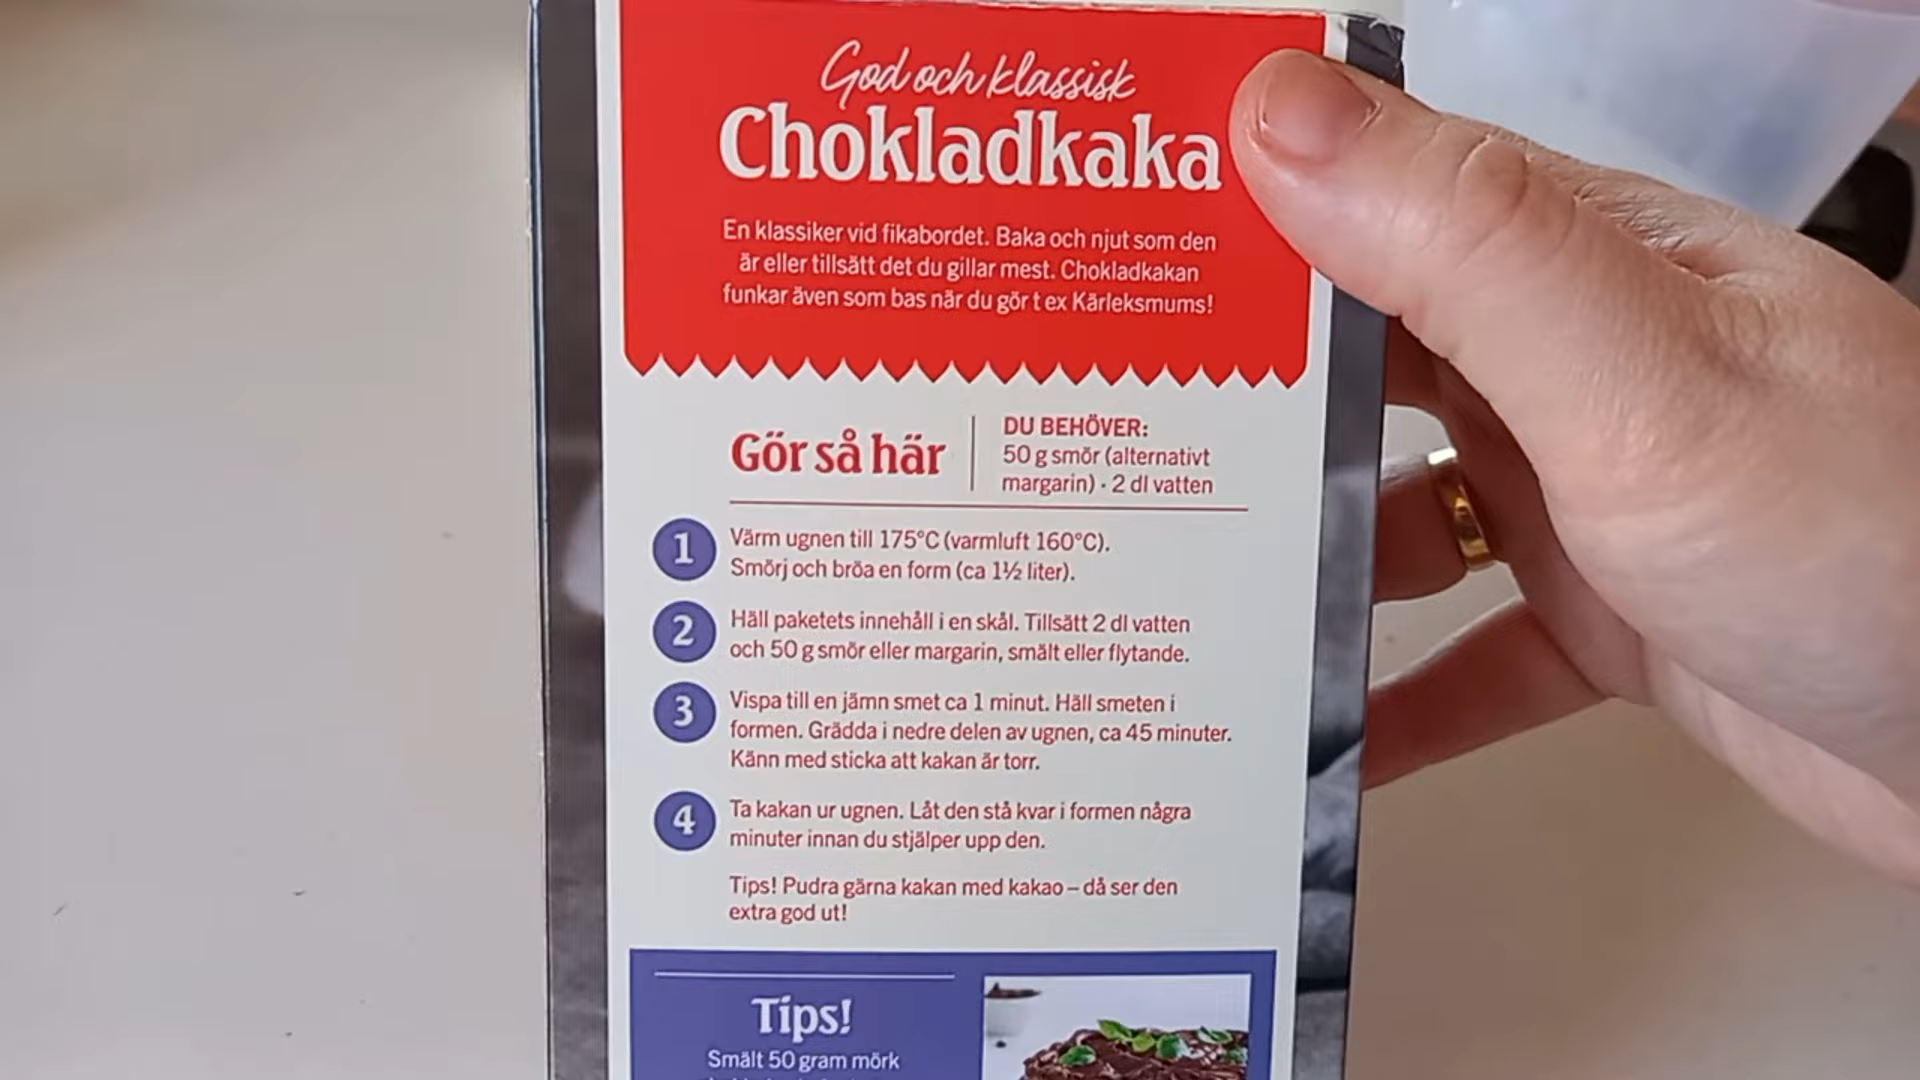 God och klassisk
Chokladkaka
En klassiker vid fikabordet. Baka och njut som den
är eller tillsätt det du gillar mest. Chokladkakan
funkar även som bas när du gör t ex Kärleksmums!
Gör så här
DU BEHÖVER:
50 g smör (alternativt
margarin) · 2 dl vatten
1
Värm ugnen till 175°C (varmluft 160°C).
Smörj och bröa en form (ca 1½ liter).
2
Häll paketets innehåll i en skål. Tillsätt 2 dl vatten
och 50 g smör eller margarin, smält eller flytande.
3
Vispa till en jämn smet ca 1 minut. Häll smeten i
formen. Grädda i nedre delen av ugnen, ca 45 minuter.
Känn med sticka att kakan är torr.
4
Ta kakan ur ugnen. Låt den stå kvar i formen några
minuter innan du stjälper upp den.
Tips! Pudra gärna kakan med kakao – då ser den
extra god ut!
Tips!
Smält 50 gram mörk